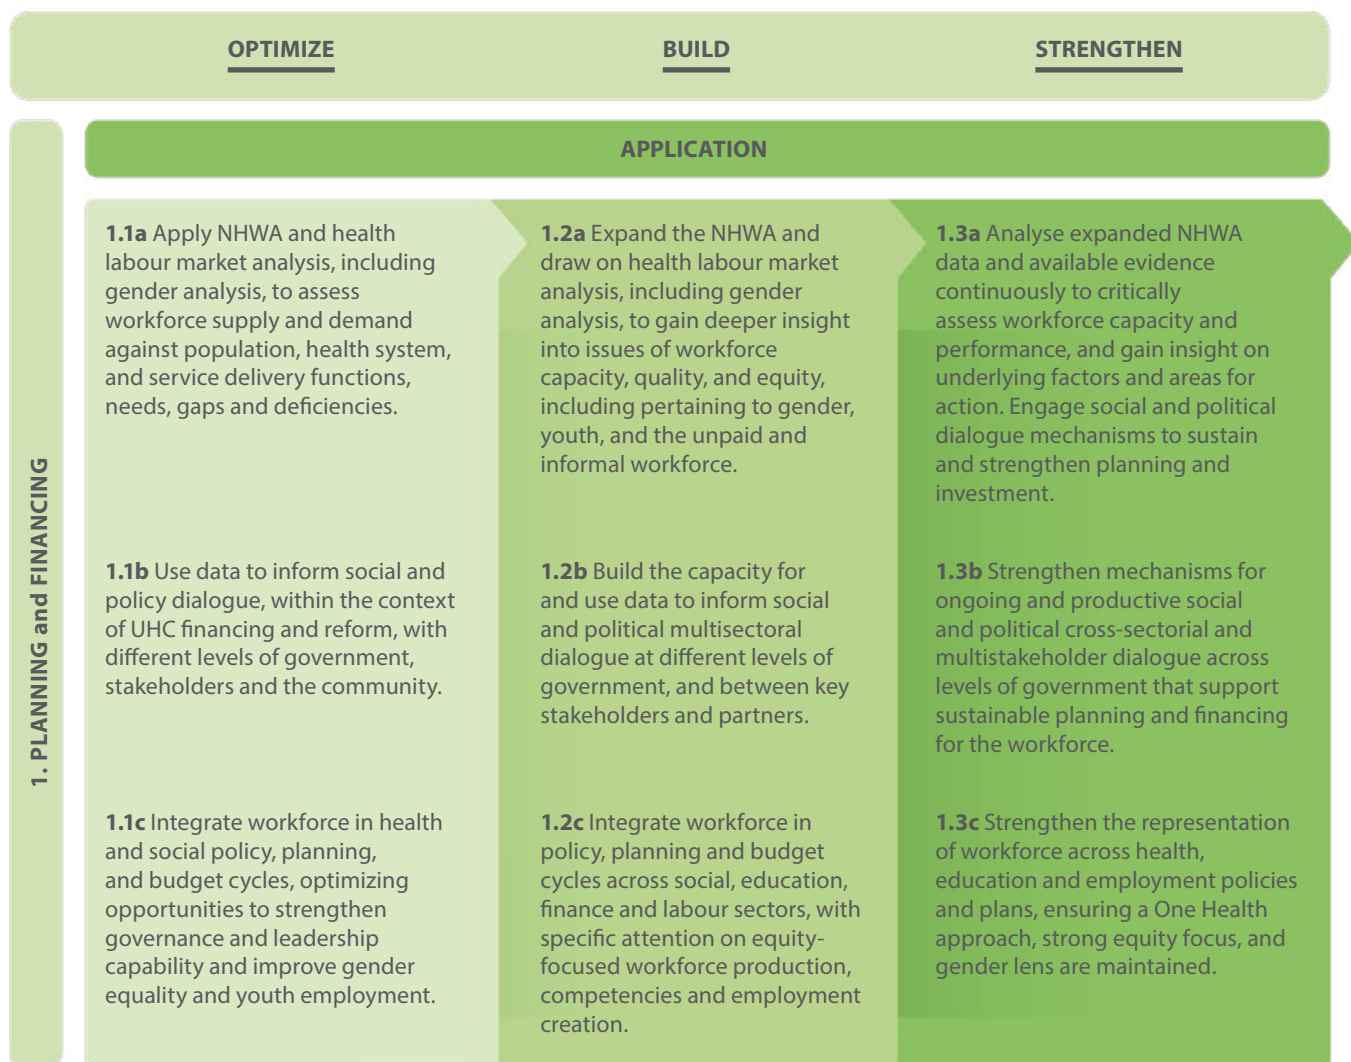 OPTIMIZE
BUILD
STRENGTHEN
APPLICATION
1. PLANNING and FINANCING
1.1a Apply NHWA and health
labour market analysis, including
gender analysis, to assess
workforce supply and demand
against population, health system,
and service delivery functions,
needs, gaps and deficiencies.
1.2a Expand the NHWA and
draw on health labour market
analysis, including gender
analysis, to gain deeper insight
into issues of workforce
capacity, quality, and equity,
including pertaining to gender,
youth, and the unpaid and
informal workforce.
1.3a Analyse expanded NHWA
data and available evidence
continuously to critically
assess workforce capacity and
performance, and gain insight on
underlying factors and areas for
action. Engage social and political
dialogue mechanisms to sustain
and strengthen planning and
investment.
1.1b Use data to inform social and
policy dialogue, within the context
of UHC financing and reform, with
different levels of government,
stakeholders and the community.
1.2b Build the capacity for
and use data to inform social
and political multisectoral
dialogue at different levels of
government, and between key
stakeholders and partners.
1.3b Strengthen mechanisms for
ongoing and productive social
and political cross-sectorial and
multistakeholder dialogue across
levels of government that support
sustainable planning and financing
for the workforce.
1.1c Integrate workforce in health
and social policy, planning,
and budget cycles, optimizing
opportunities to strengthen
governance and leadership
capability and improve gender
equality and youth employment.
1.2c Integrate workforce in
policy, planning and budget
cycles across social, education,
finance and labour sectors, with
specific attention on equity-
focused workforce production,
competencies and employment
creation.
1.3c Strengthen the representation
of workforce across health,
education and employment policies
and plans, ensuring a One Health
approach, strong equity focus, and
gender lens are maintained.